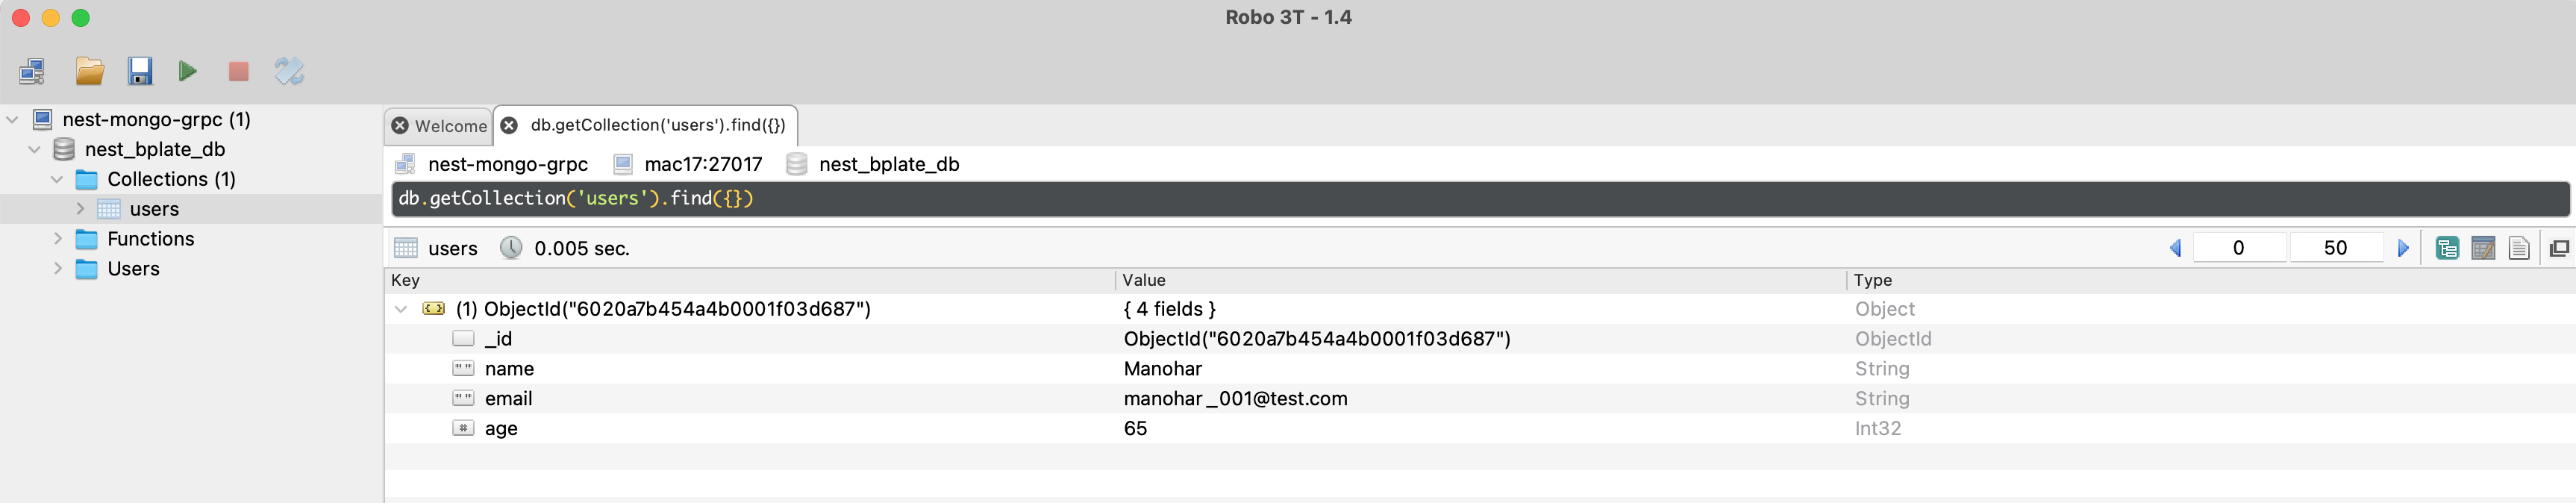 Robo 3T - 1.4
nest-mongo-grpc (1)
nest_bplate_db
Collections (1)
users
Functions
Users
Welcome db.getCollection('users').find({})
nest-mongo-grpc mac17:27017 nest_bplate_db
db.getCollection('users').find({})
users 0.005 sec. 0 50
Key Value Type
(1) ObjectId("6020a7b454a4b0001f03d687") { 4 fields } Object
_id ObjectId("6020a7b454a4b0001f03d687") ObjectId
name Manohar String
email manohar_001@test.com String
age 65 Int32